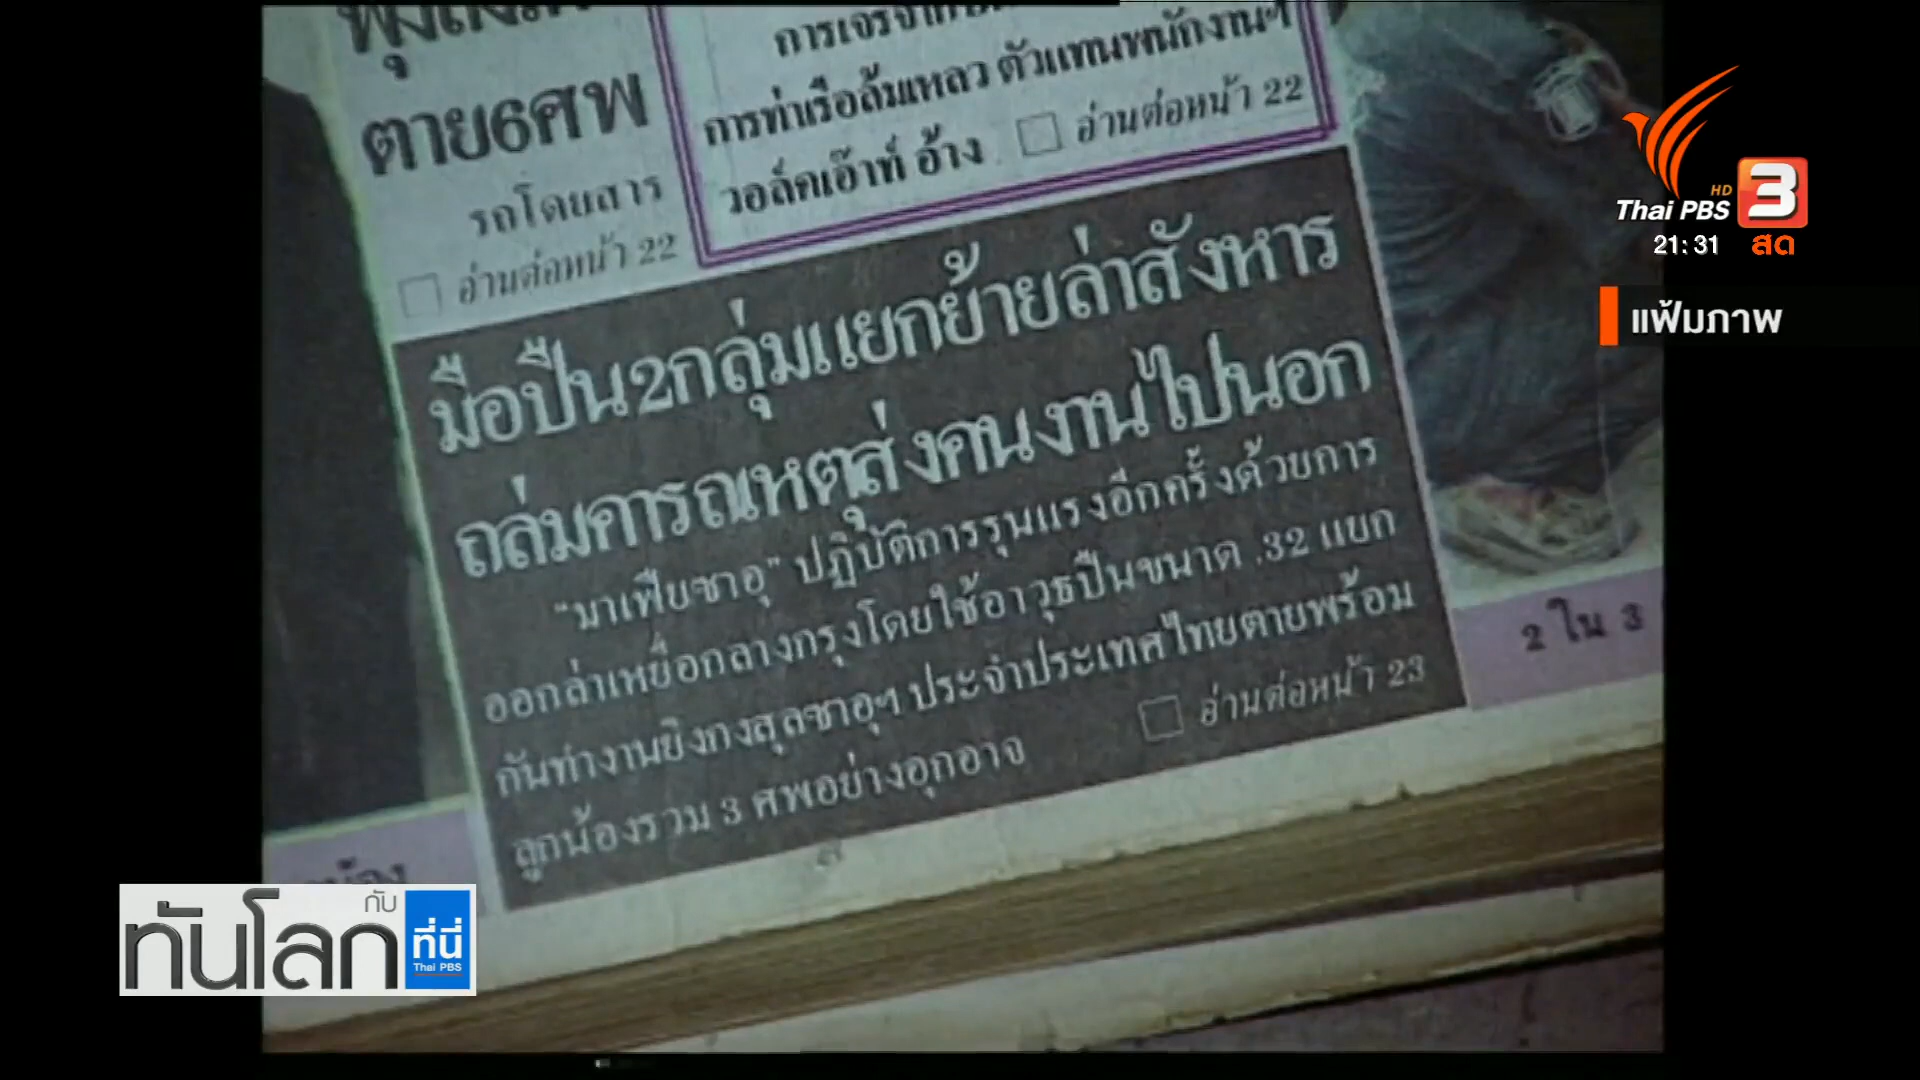 ตาย6ศพ
รถโดยสาร
อ่านต่อหน้า 22
การท่าเรือล้มเหลว ตัวแทนพนักงานฯ
วอล์คเอ๊าท์ อ้าง
อ่านต่อหน้า 22
มือปืน2กลุ่มแยกย้ายล่าสังหาร
ถล่มคารถเหตุส่งคนงานไปนอก
"มาเฟียซาอุ" ปฏิบัติการรุนแรงอีกครั้งด้วยการ
ออกล่าเหยื่อกลางกรุงโดยใช้อาวุธปืนขนาด .32 แยก
กันทำงานยิงกงสุลซาอุฯ ประจำประเทศไทยตายพร้อม
ลูกน้องรวม 3 ศพอย่างอุกอาจ
อ่านต่อหน้า 23
2 ใน 3
Thai PBS HD 3
21:31 สด
แฟ้มภาพ
ทันโลก กับ ที่นี่ Thai PBS